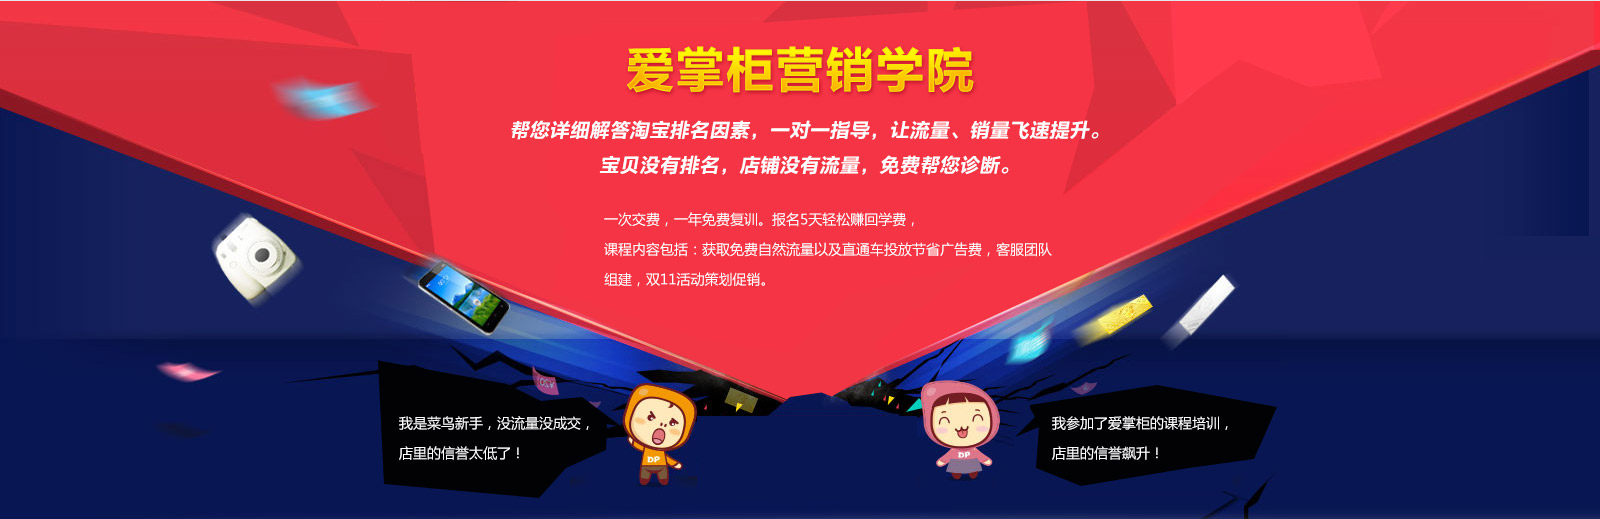 爱掌柜营销学院
帮您详细解答淘宝排名因素，一对一指导，让流量、销量飞速提升。
宝贝没有排名，店铺没有流量，免费帮您诊断。
一次交费，一年免费复训。报名5天轻松赚回学费，
课程内容包括：获取免费自然流量以及直通车投放节省广告费，客服团队
组建，双11活动策划促销。
我是菜鸟新手，没流量没成交，
店里的信誉太低了！
DP
我参加了爱掌柜的课程培训，
店里的信誉飙升！
DP